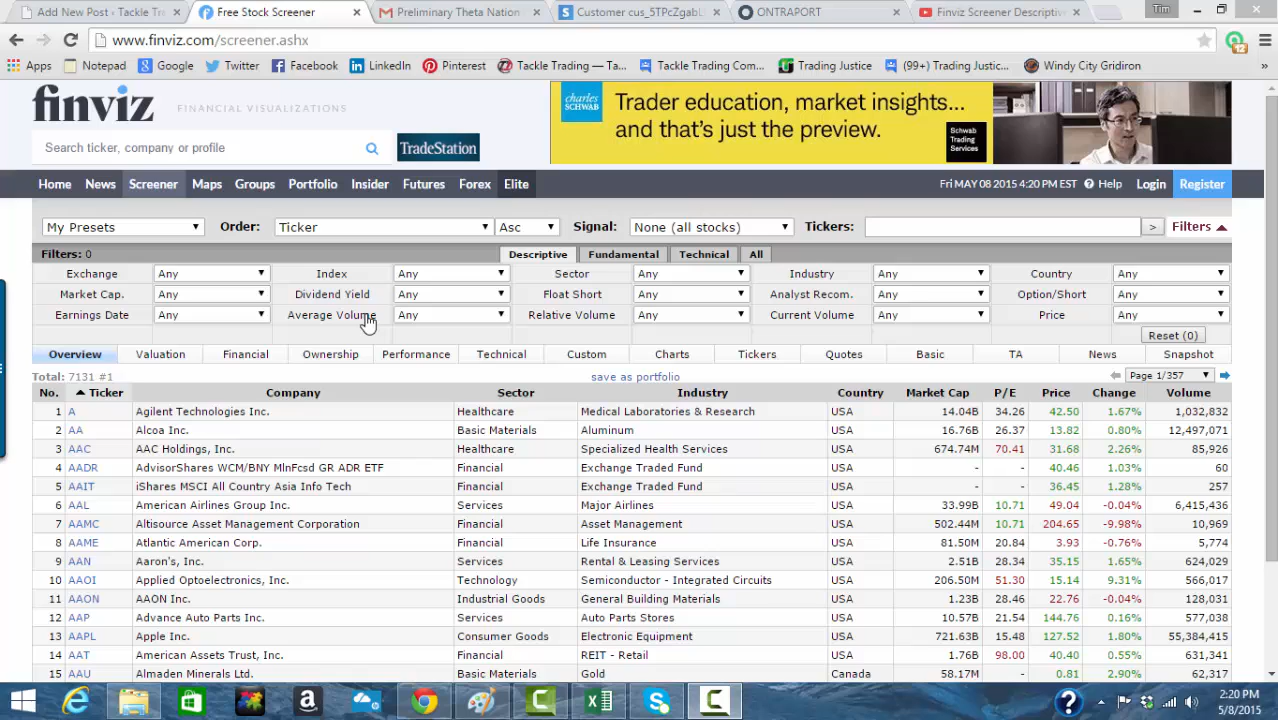 Add New Post ‹ Tackle Tr
Free Stock Screener
Preliminary Theta Nation
Customer cus_5TPcZgabL
ONTRAPORT
Finviz Screener Descriptiv
Tim
www.finviz.com/screener.ashx
12
Apps Notepad Google Twitter Facebook LinkedIn Pinterest Tackle Trading — Ta... Tackle Trading Com... Trading Justice (99+) Trading Justic... Windy City Gridiron »
finviz FINANCIAL VISUALIZATIONS
charles SCHWAB
Trader education, market insights...
and that's just the preview.
Schwab Trading Services
Search ticker, company or profile
TradeStation
Home News Screener Maps Groups Portfolio Insider Futures Forex Elite Fri MAY 08 2015 4:20 PM EST Help Login Register
My Presets Order: Ticker Asc Signal: None (all stocks) Tickers: > Filters
Filters: 0 Descriptive Fundamental Technical All
Exchange Any Index Any Sector Any Industry Any Country Any
Market Cap. Any Dividend Yield Any Float Short Any Analyst Recom. Any Option/Short Any
Earnings Date Any Average Volume Any Relative Volume Any Current Volume Any Price Any
Reset (0)
Overview Valuation Financial Ownership Performance Technical Custom Charts Tickers Quotes Basic TA News Snapshot
Total: 7131 #1 save as portfolio Page 1/357
No. Ticker Company Sector Industry Country Market Cap P/E Price Change Volume
1 A Agilent Technologies Inc. Healthcare Medical Laboratories & Research USA 14.04B 34.26 42.50 1.67% 1,032,832
2 AA Alcoa Inc. Basic Materials Aluminum USA 16.76B 26.37 13.82 0.80% 12,497,071
3 AAC AAC Holdings, Inc. Healthcare Specialized Health Services USA 674.74M 70.41 31.68 2.26% 85,926
4 AADR AdvisorShares WCM/BNY MlnFcsd GR ADR ETF Financial Exchange Traded Fund USA - - 40.46 1.03% 60
5 AAIT iShares MSCI All Country Asia Info Tech Financial Exchange Traded Fund USA - - 36.45 1.28% 257
6 AAL American Airlines Group Inc. Services Major Airlines USA 33.99B 10.71 49.04 -0.04% 6,415,436
7 AAMC Altisource Asset Management Corporation Financial Asset Management USA 502.44M 10.71 204.65 -9.98% 10,969
8 AAME Atlantic American Corp. Financial Life Insurance USA 81.50M 20.84 3.93 -0.76% 5,774
9 AAN Aaron's, Inc. Services Rental & Leasing Services USA 2.51B 28.34 35.15 1.65% 624,029
10 AAOI Applied Optoelectronics, Inc. Technology Semiconductor - Integrated Circuits USA 206.50M 51.30 15.14 9.31% 566,017
11 AAON AAON Inc. Industrial Goods General Building Materials USA 1.23B 28.46 22.76 -0.04% 128,031
12 AAP Advance Auto Parts Inc. Services Auto Parts Stores USA 10.57B 21.54 144.76 0.16% 577,038
13 AAPL Apple Inc. Consumer Goods Electronic Equipment USA 721.63B 15.48 127.52 1.80% 55,384,415
14 AAT American Assets Trust, Inc. Financial REIT - Retail USA 1.76B 98.00 40.40 0.55% 631,341
15 AAU Almaden Minerals Ltd. Basic Materials Gold Canada 58.17M - 0.81 2.90% 62,317
2:20 PM
5/8/2015